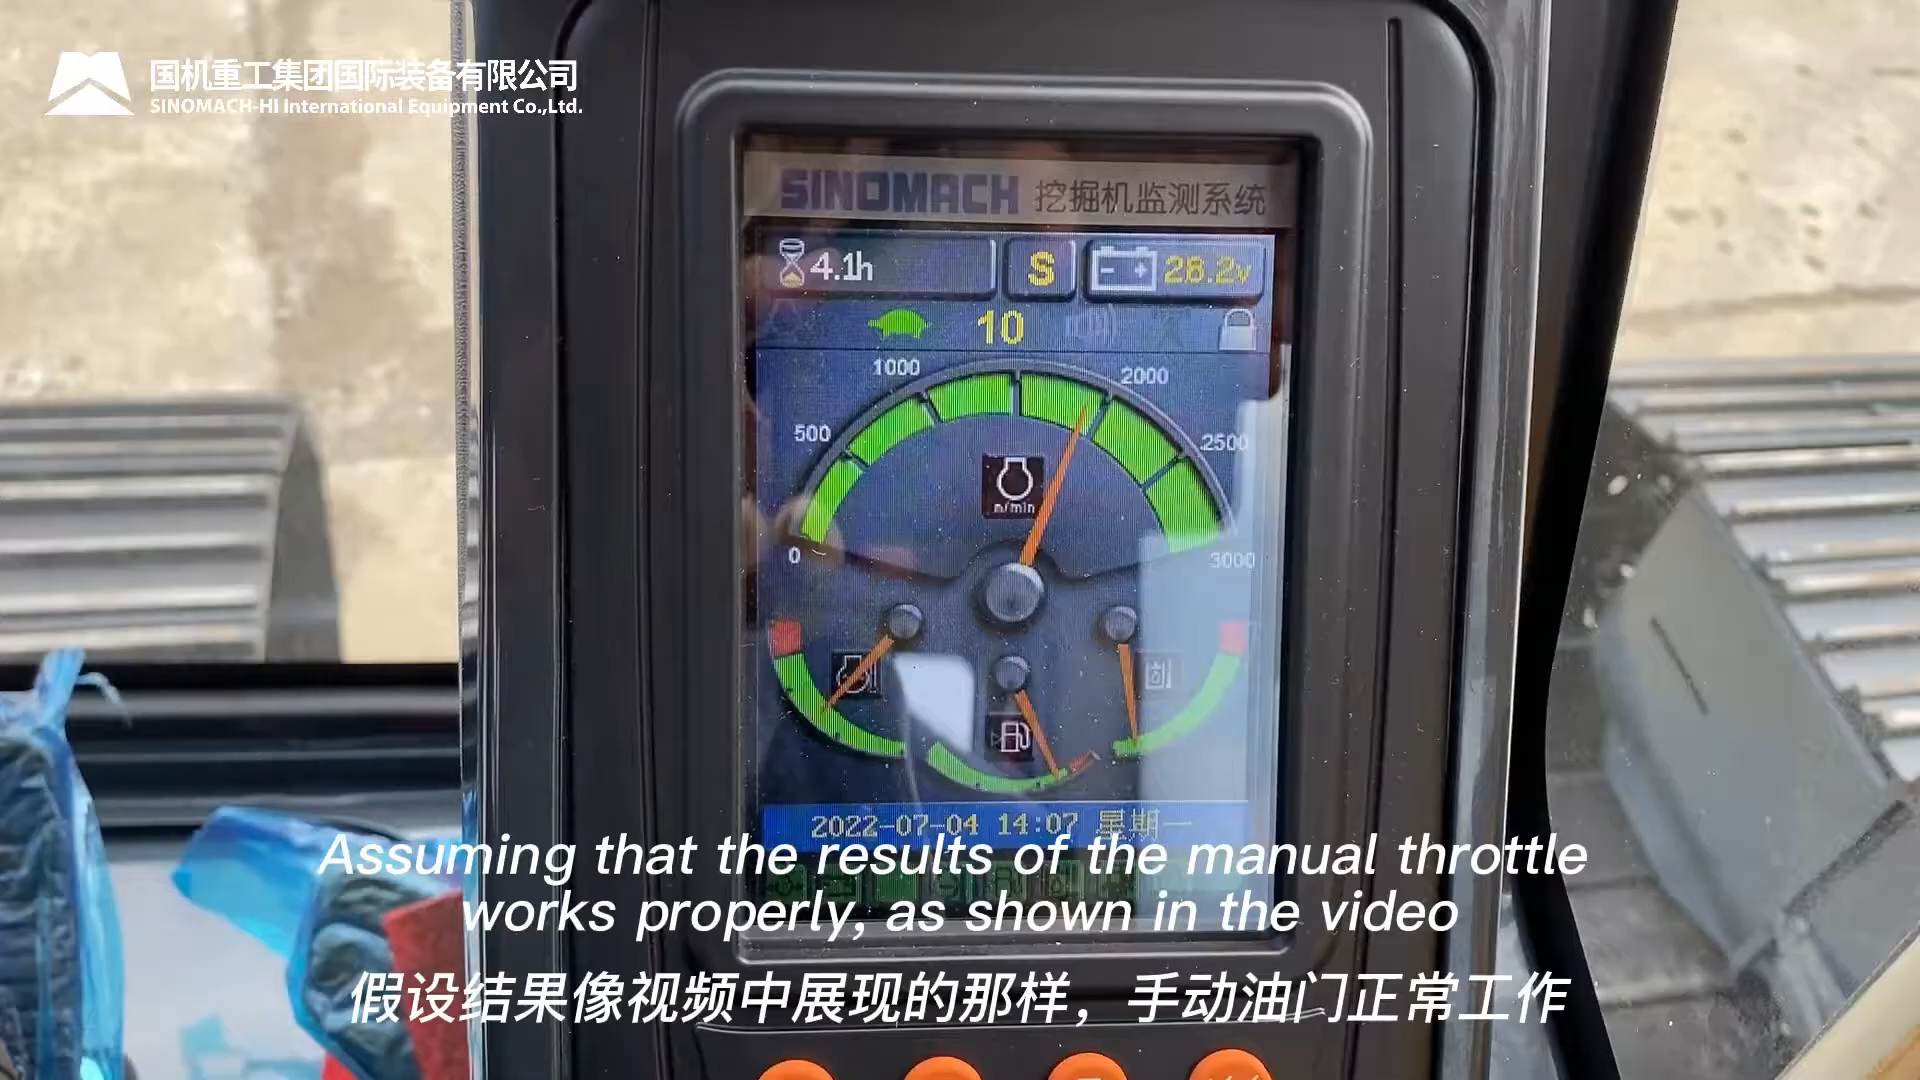 国机重工集团国际装备有限公司
SINOMACH-HI International Equipment Co.,Ltd.
SINOMACH 挖掘机监测系统
4.1h S 28.2v
10
1000 2000
500 2500
n/min
0 3000
2022-07-04 14:07 星期一
Assuming that the results of the manual throttle
works properly, as shown in the video
假设结果像视频中展现的那样，手动油门正常工作